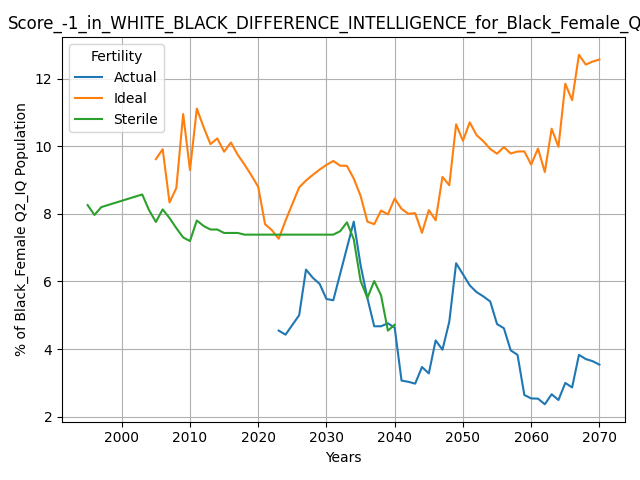 Score_-1_in_WHITE_BLACK_DIFFERENCE_INTELLIGENCE_for_Black_Female_Q
Fertility
Actual
Ideal
Sterile
% of Black_Female Q2_IQ Population
12
10
8
6
4
2
2000 2010 2020 2030 2040 2050 2060 2070
Years